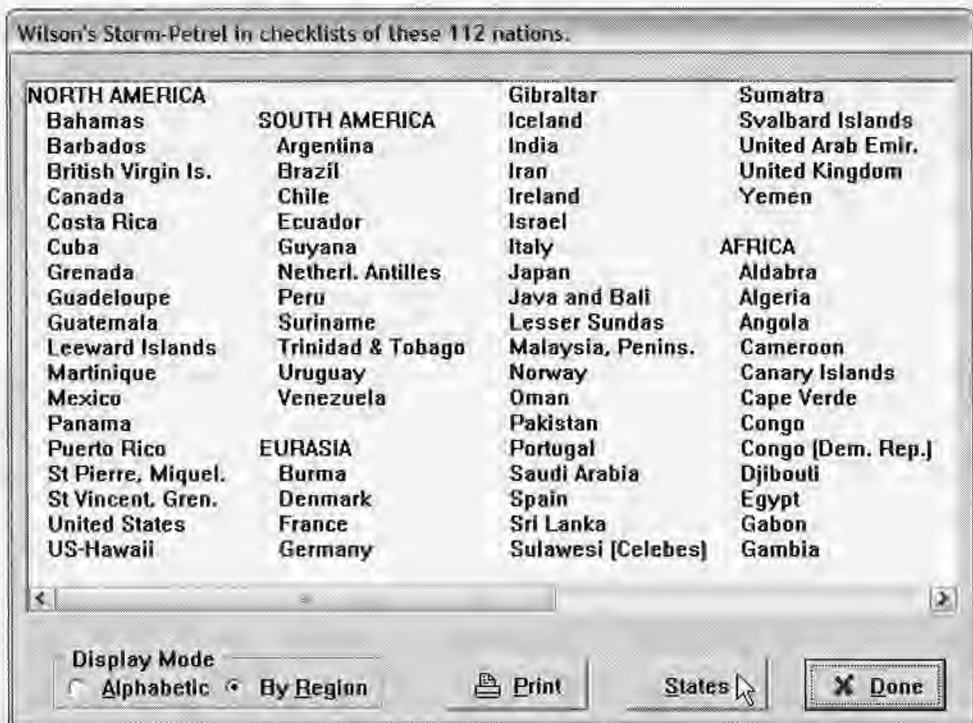 Wilson's Storm-Petrel in checklists of these 112 nations.
NORTH AMERICA
Bahamas
Barbados
British Virgin Is.
Canada
Costa Rica
Cuba
Grenada
Guadeloupe
Guatemala
Leeward Islands
Martinique
Mexico
Panama
Puerto Rico
St Pierre, Miquel.
St Vincent, Gren.
United States
US-Hawaii
SOUTH AMERICA
Argentina
Brazil
Chile
Ecuador
Guyana
Netherl. Antilles
Peru
Suriname
Trinidad & Tobago
Uruguay
Venezuela
EURASIA
Burma
Denmark
France
Germany
Gibraltar
Iceland
India
Iran
Ireland
Israel
Italy
Japan
Java and Bali
Lesser Sundas
Malaysia, Penins.
Norway
Oman
Pakistan
Portugal
Saudi Arabia
Spain
Sri Lanka
Sulawesi (Celebes)
Sumatra
Svalbard Islands
United Arab Emir.
United Kingdom
Yemen
AFRICA
Aldabra
Algeria
Angola
Cameroon
Canary Islands
Cape Verde
Congo
Congo (Dem. Rep.)
Djibouti
Egypt
Gabon
Gambia
Display Mode
Alphabetic
By Region
Print
States
Done